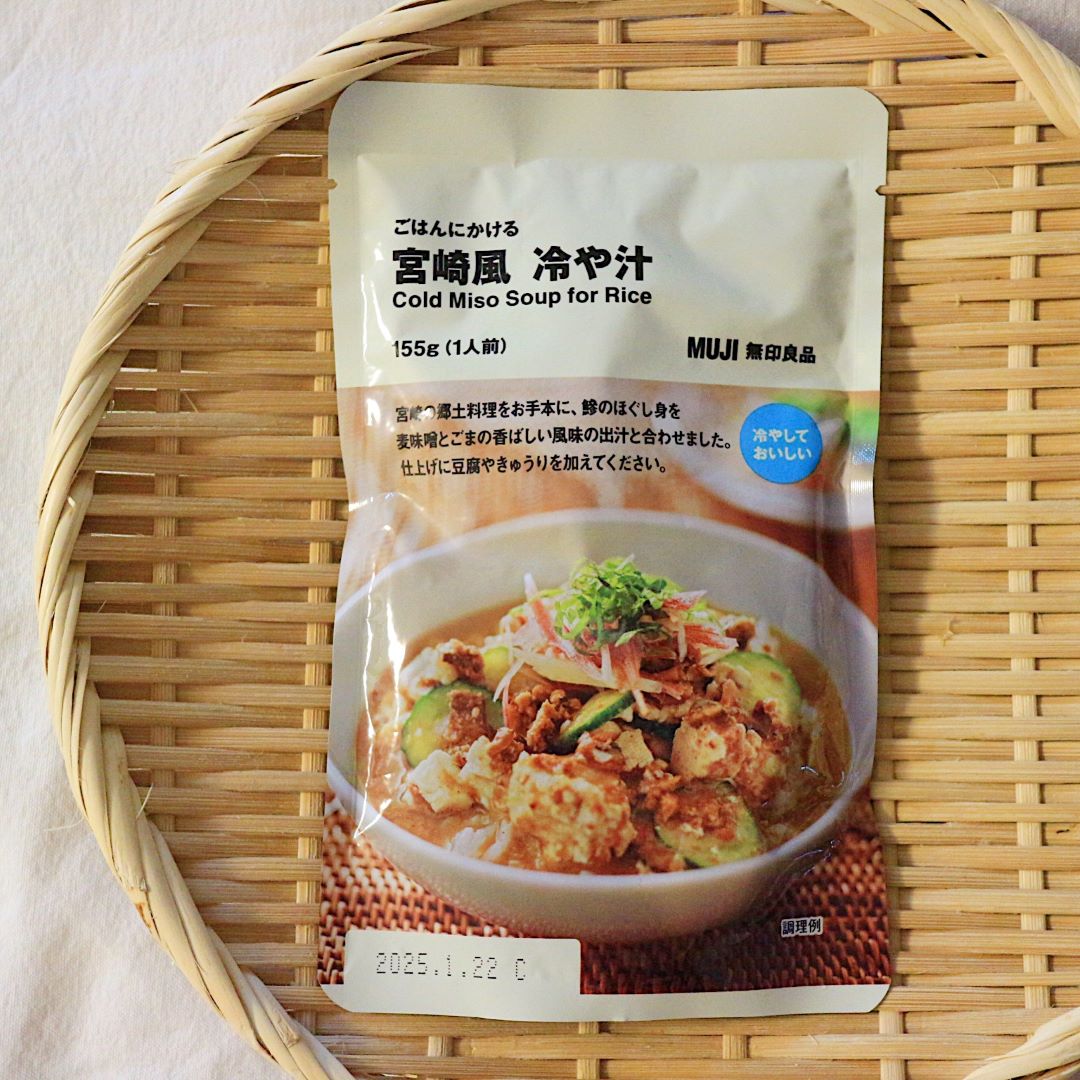 ごはんにかける
宮崎風 冷や汁
Cold Miso Soup for Rice
155g（1人前）
MUJI 無印良品
宮崎の郷土料理をお手本に、鯵のほぐし身を
麦味噌とごまの香ばしい風味の出汁と合わせました。
仕上げに豆腐やきゅうりを加えてください。
冷やして
おいしい
調理例
2025.1.22 C